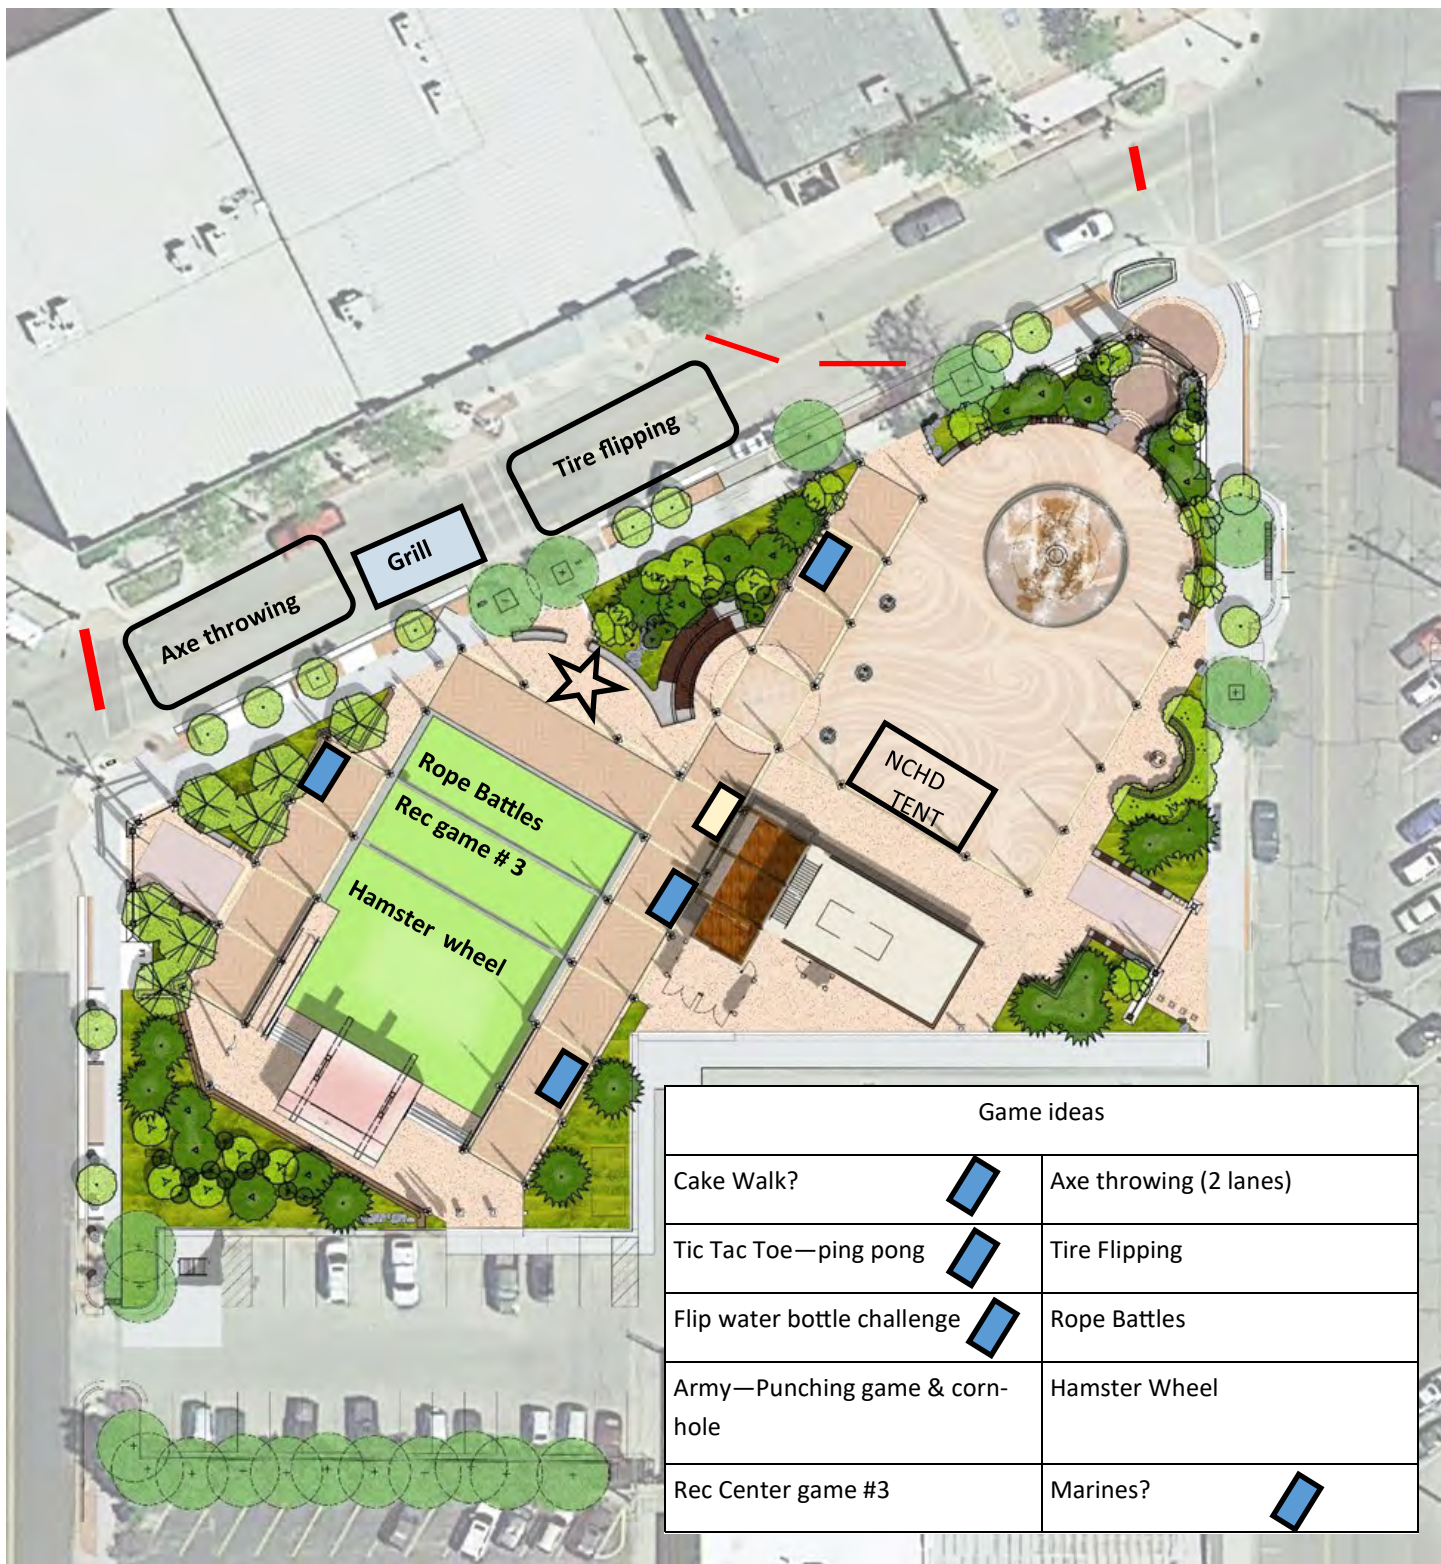 Tire flipping
Grill
Axe throwing
Rope Battles
Rec game # 3
Hamster wheel
NCHD
TENT
Game ideas
Cake Walk?
Axe throwing (2 lanes)
Tic Tac Toe—ping pong
Tire Flipping
Flip water bottle challenge
Rope Battles
Army—Punching game & corn-
hole
Hamster Wheel
Rec Center game #3
Marines?